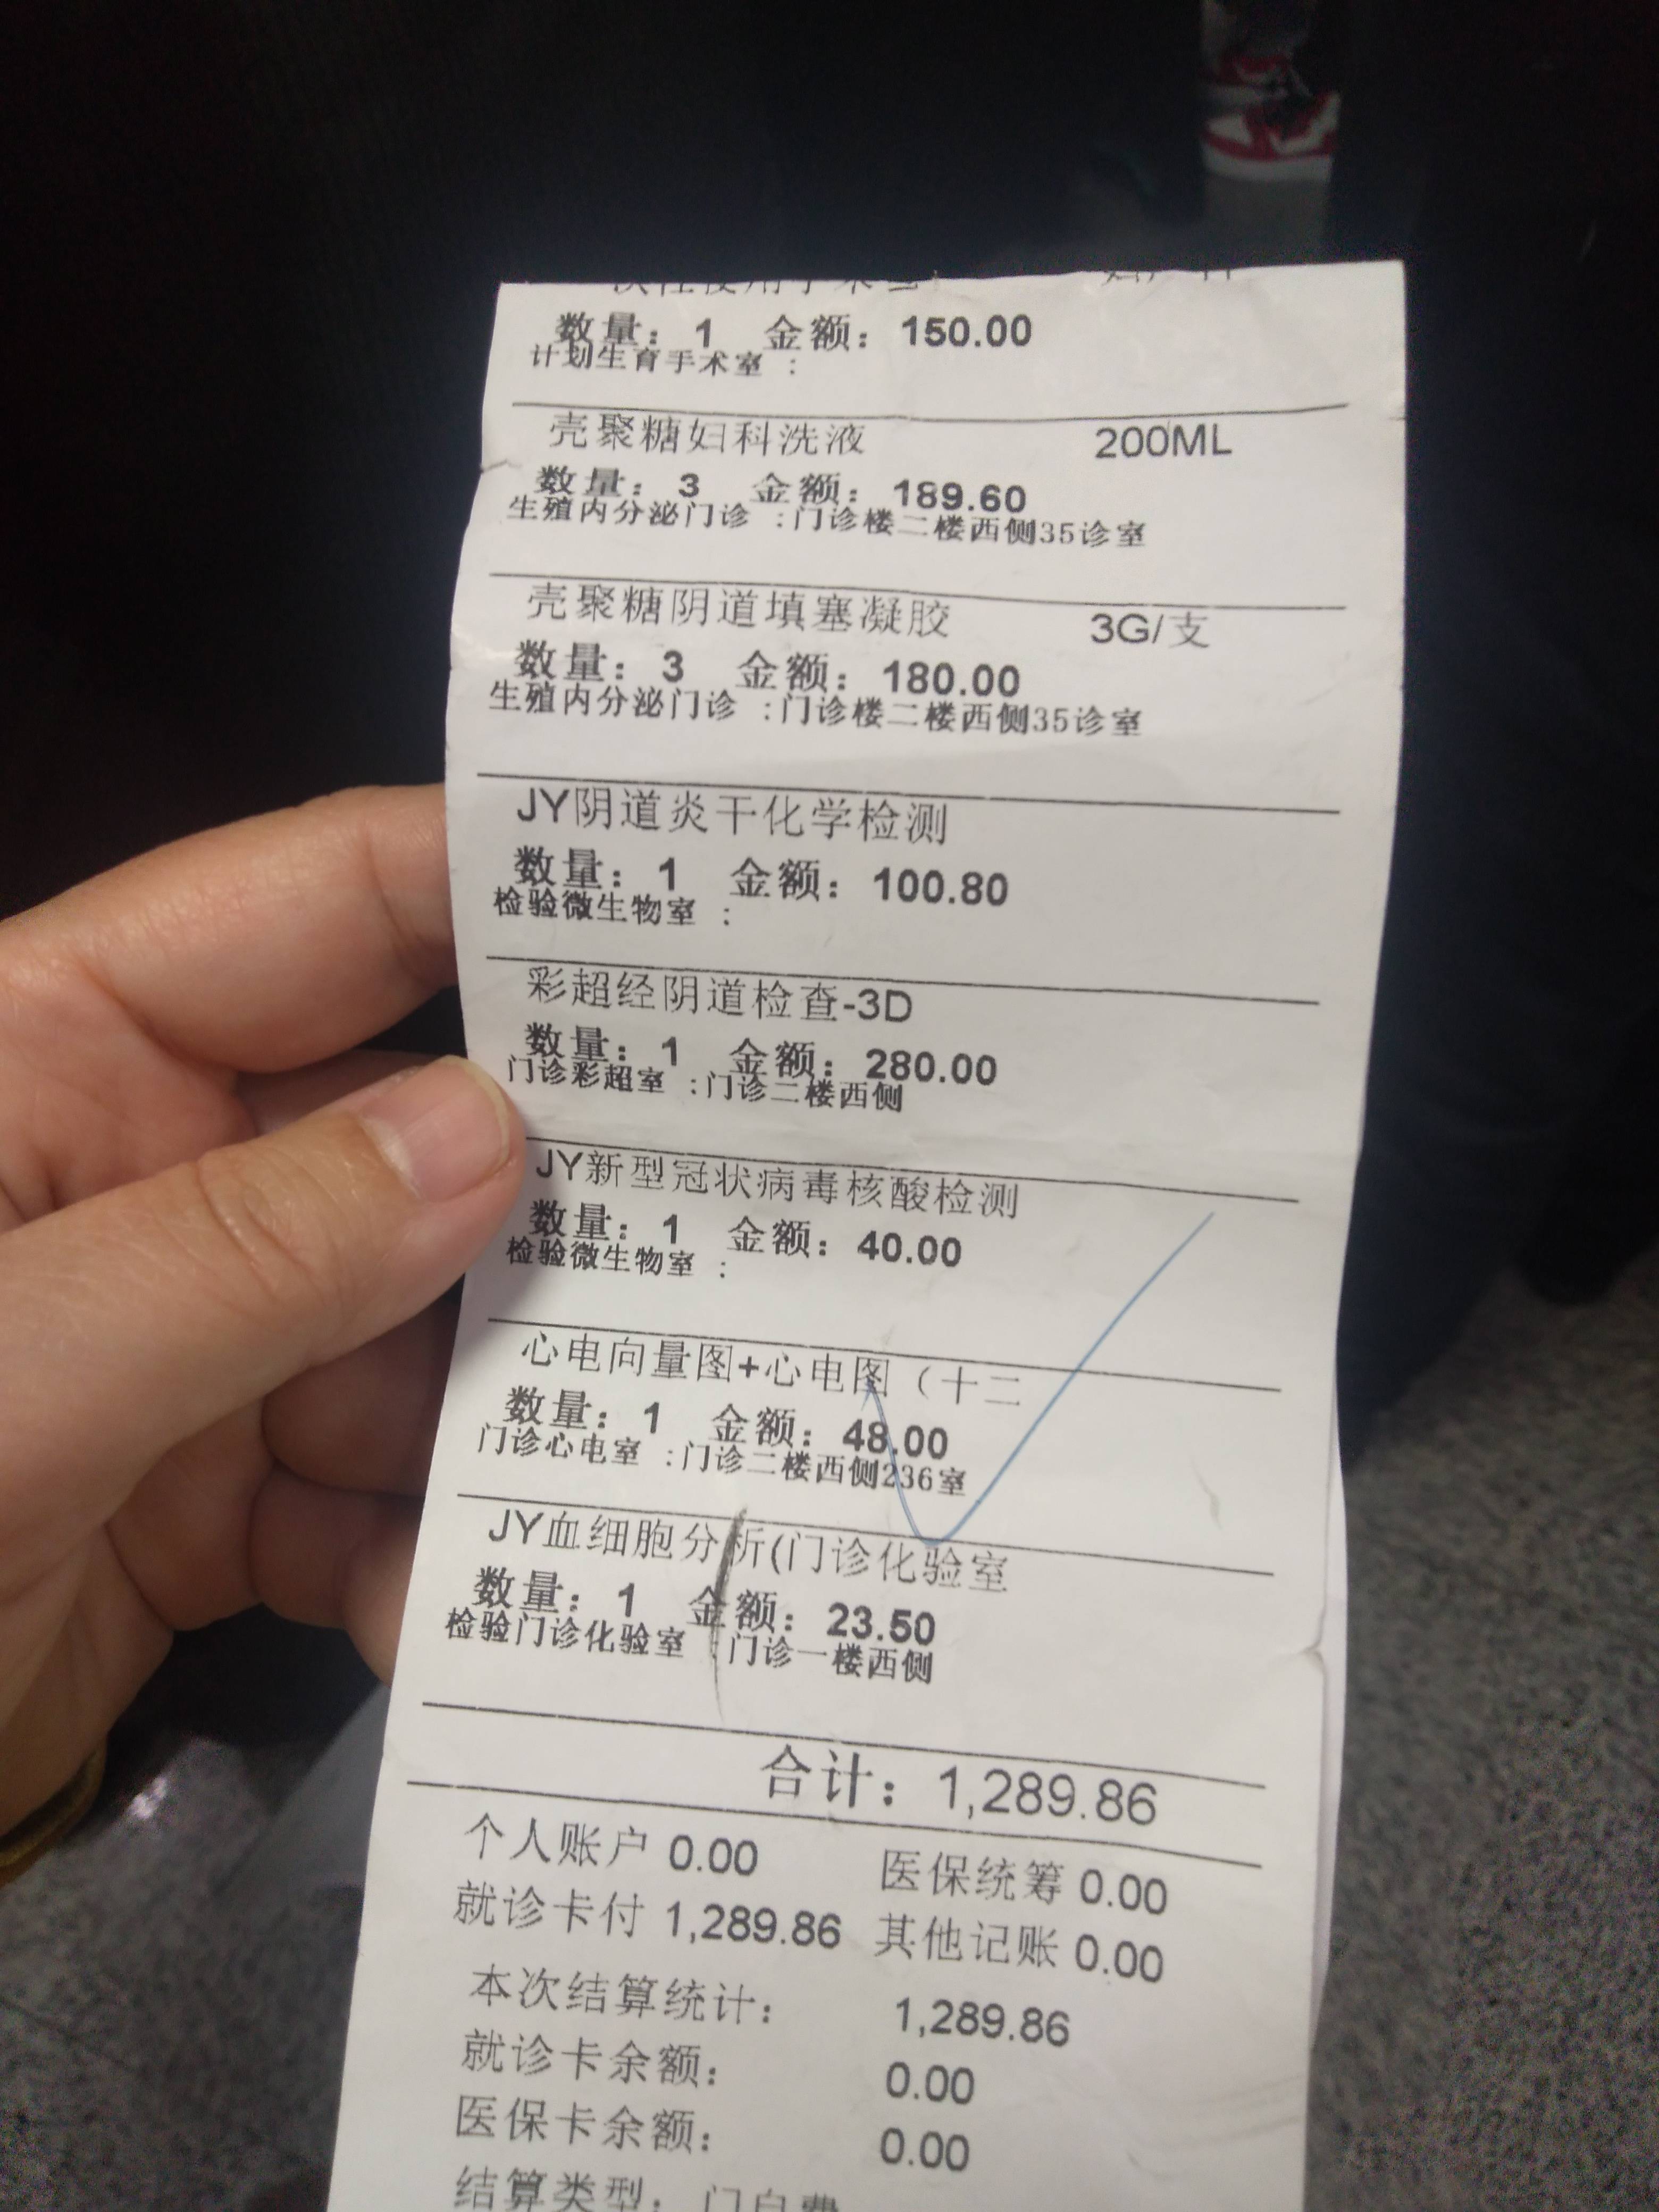 数量：1 金额：150.00
计划生育手术室 :
壳聚糖妇科洗液 200ML
数量：3 金额：189.60
生殖内分泌门诊 :门诊楼二楼西侧35诊室
壳聚糖阴道填塞凝胶 3G/支
数量：3 金额：180.00
生殖内分泌门诊 :门诊楼二楼西侧35诊室
JY阴道炎干化学检测
数量：1 金额：100.80
检验微生物室 :
彩超经阴道检查-3D
数量：1 金额：280.00
门诊彩超室 :门诊二楼西侧
JY新型冠状病毒核酸检测
数量：1 金额：40.00
检验微生物室 :
心电向量图+心电图（十二
数量：1 金额：48.00
门诊心电室 :门诊二楼西侧236室
JY血细胞分析(门诊化验室
数量：1 金额：23.50
检验门诊化验室 :门诊一楼西侧
合计：1,289.86
个人账户 0.00 医保统筹 0.00
就诊卡付 1,289.86 其他记账 0.00
本次结算统计： 1,289.86
就诊卡余额： 0.00
医保卡余额： 0.00
结算类型：门自费